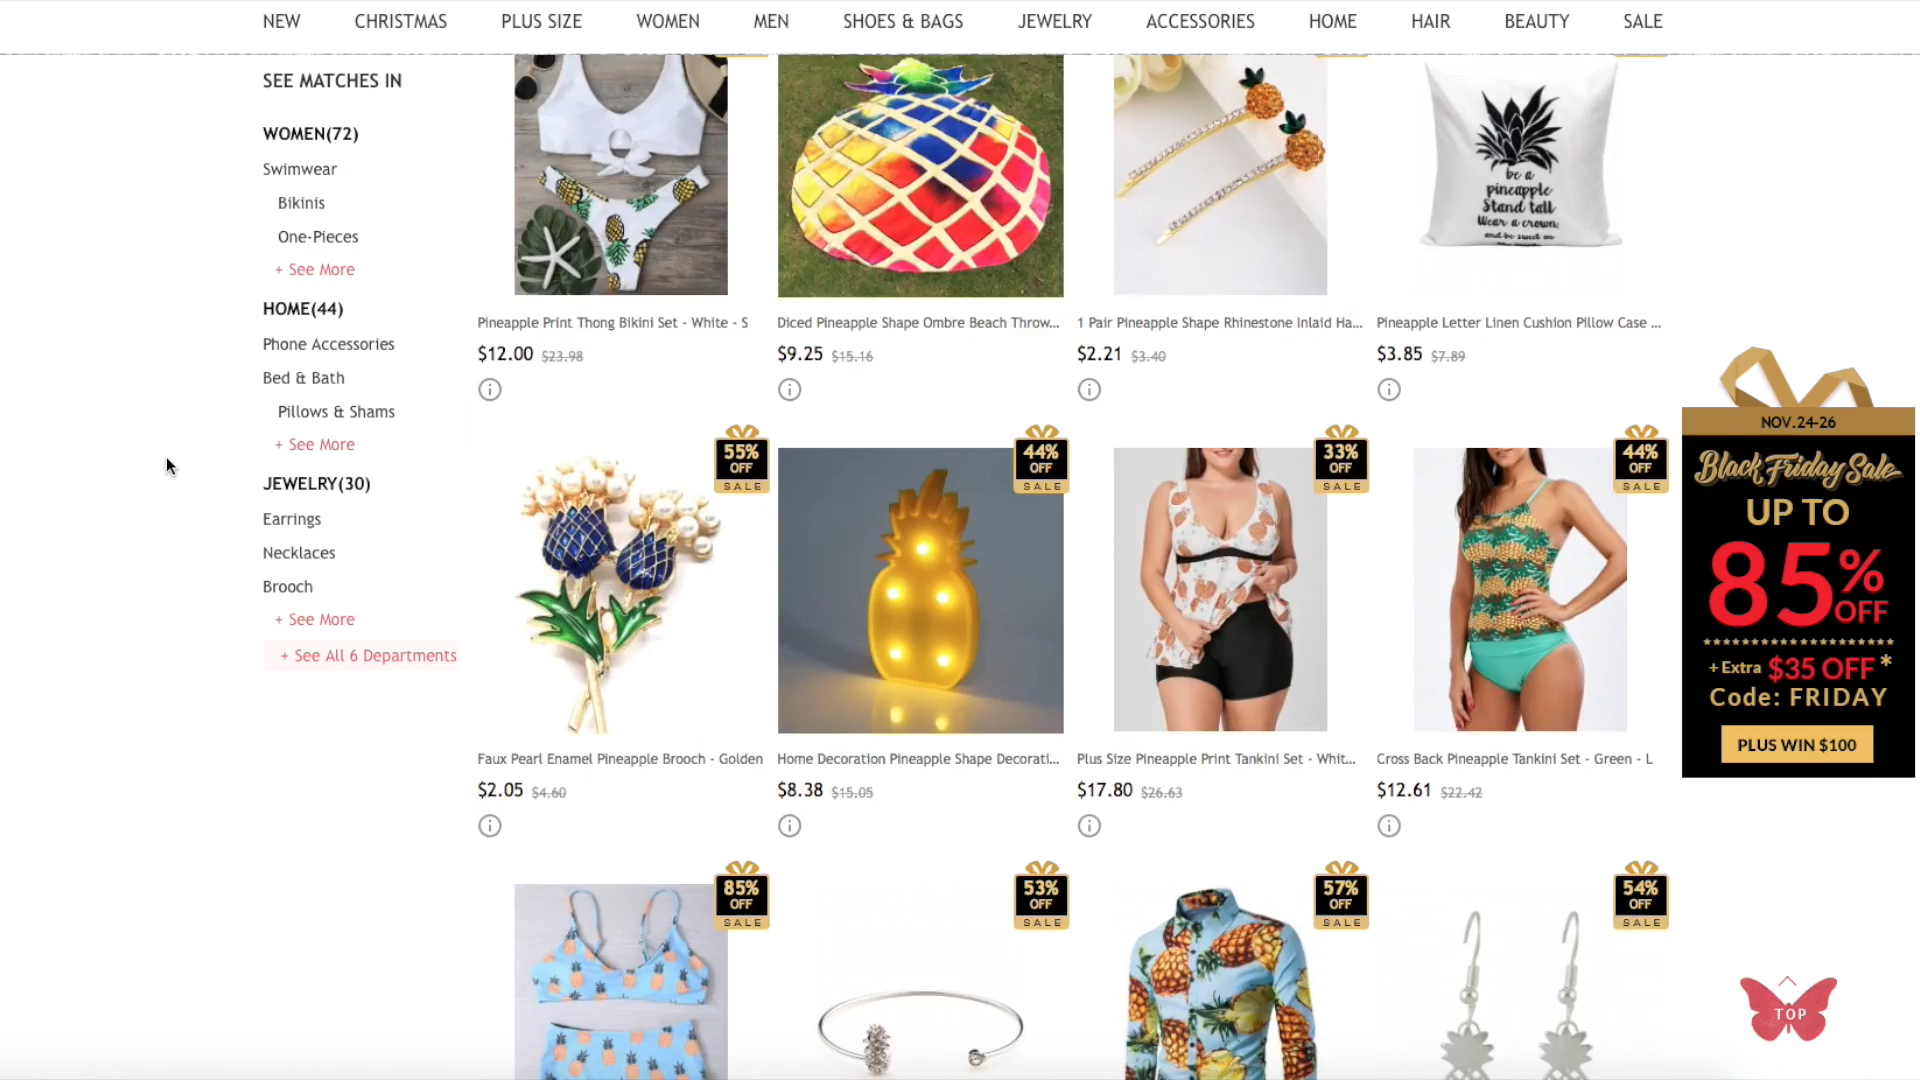 NEW CHRISTMAS PLUS SIZE WOMEN MEN SHOES & BAGS JEWELRY ACCESSORIES HOME HAIR BEAUTY SALE
SEE MATCHES IN
WOMEN(72)
Swimwear
Bikinis
One-Pieces
+ See More
HOME(44)
Phone Accessories
Bed & Bath
Pillows & Shams
+ See More
JEWELRY(30)
Earrings
Necklaces
Brooch
+ See More
+ See All 6 Departments
be a
pineapple
Stand tall
Wear a crown
and be sweet on
Pineapple Print Thong Bikini Set - White - S
$12.00 $23.98
Diced Pineapple Shape Ombre Beach Throw...
$9.25 $15.16
1 Pair Pineapple Shape Rhinestone Inlaid Ha...
$2.21 $3.40
Pineapple Letter Linen Cushion Pillow Case ...
$3.85 $7.89
55%
OFF
SALE
44%
OFF
SALE
33%
OFF
SALE
44%
OFF
SALE
Faux Pearl Enamel Pineapple Brooch - Golden
$2.05 $4.60
Home Decoration Pineapple Shape Decorati...
$8.38 $15.05
Plus Size Pineapple Print Tankini Set - Whit...
$17.80 $26.63
Cross Back Pineapple Tankini Set - Green - L
$12.61 $22.42
85%
OFF
SALE
53%
OFF
SALE
57%
OFF
SALE
54%
OFF
SALE
NOV.24-26
Black Friday Sale
UP TO
85% OFF
+ Extra $35 OFF *
Code: FRIDAY
PLUS WIN $100
TOP